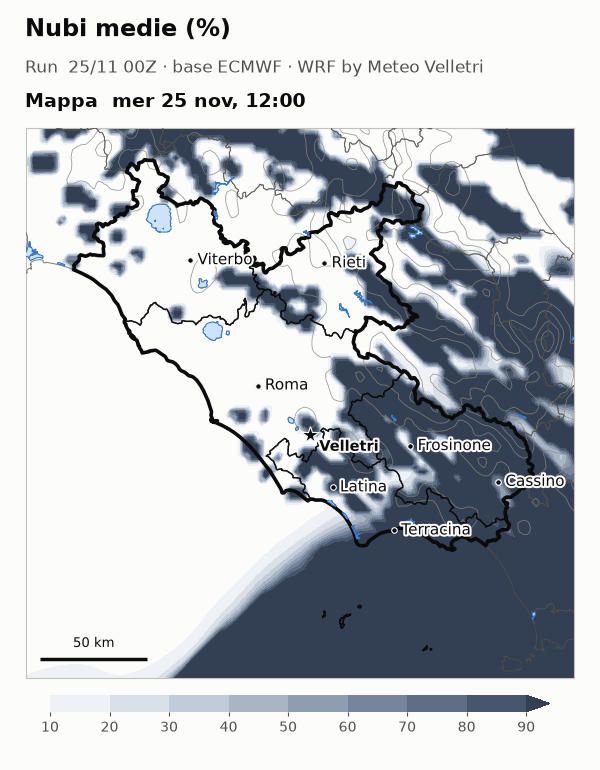 Nubi medie (%)
Run  25/11 00Z · base ECMWF · WRF by Meteo Velletri
Mappa  mer 25 nov, 12:00
Viterbo
Rieti
Roma
Velletri
Frosinone
Latina
Cassino
Terracina
50 km
10 20 30 40 50 60 70 80 90